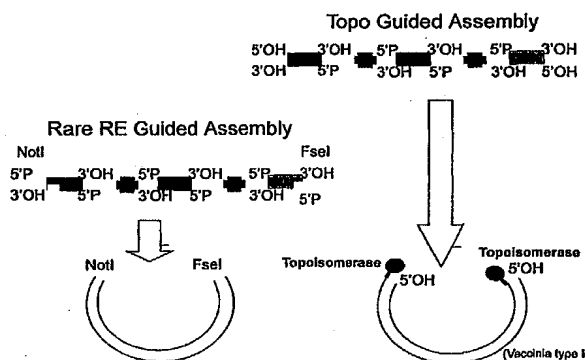 Topo Guided Assembly
5'OH 3'OH 5'P 3'OH 5'P 3'OH
3'OH 5'P 3'OH 5'P 3'OH 5'OH
Rare RE Guided Assembly
NotI FseI
5'P 3'OH 5'P 3'OH 5'P 3'OH
3'OH 5'P 3'OH 5'P 3'OH 5'P
NotI FseI
Topoisomerase Topoisomerase
5'OH 5'OH
(Vaccinia type I